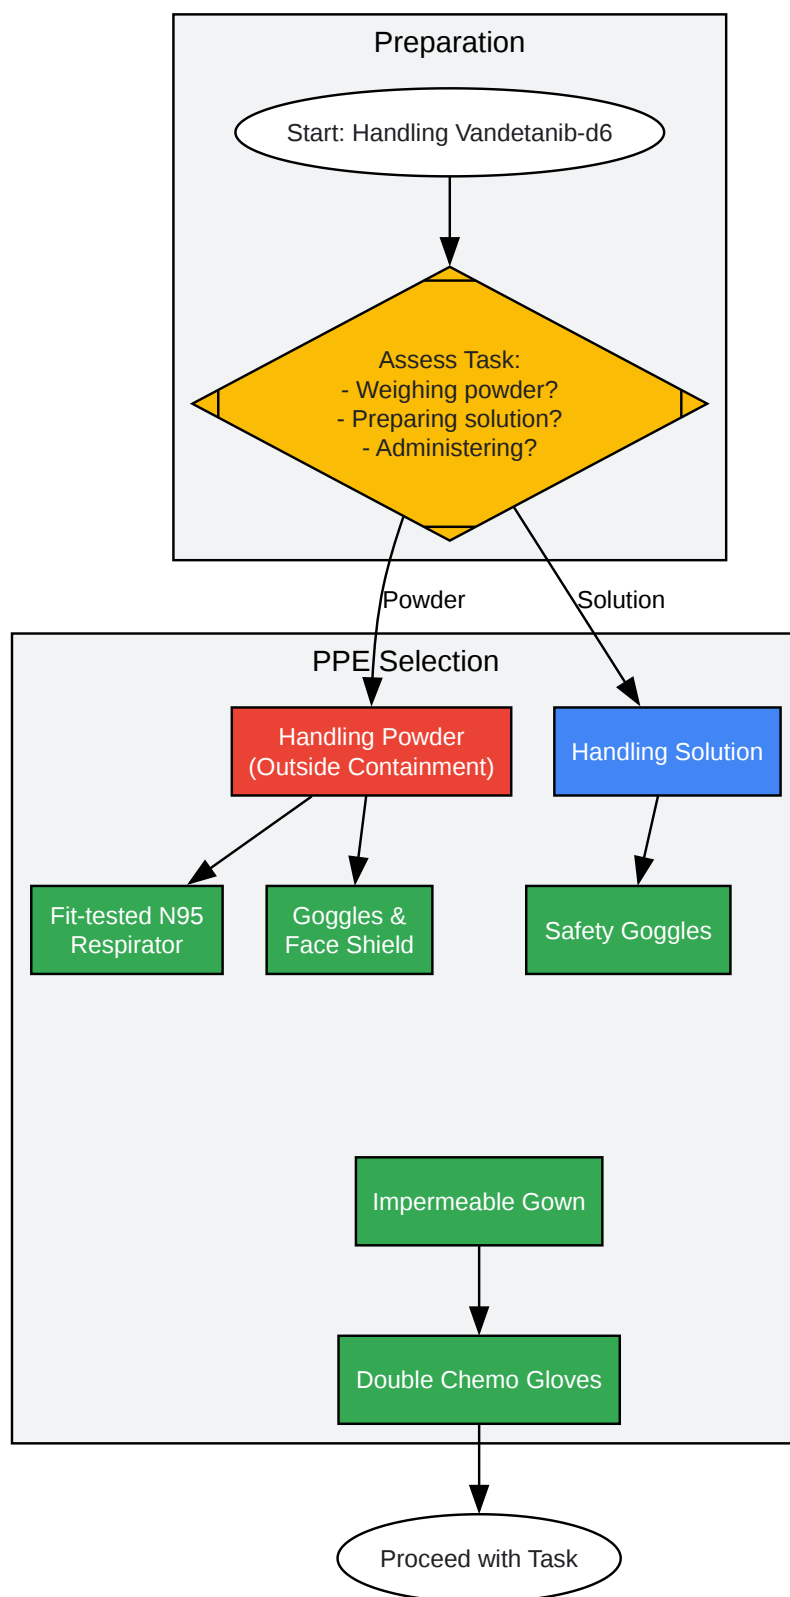 Preparation
Start: Handling Vandetanib-d6
Assess Task:
- Weighing powder?
- Preparing solution?
- Administering?
Powder
Solution
PPE Selection
Handling Powder
(Outside Containment)
Handling Solution
Fit-tested N95
Respirator
Goggles &
Face Shield
Safety Goggles
Impermeable Gown
Double Chemo Gloves
Proceed with Task